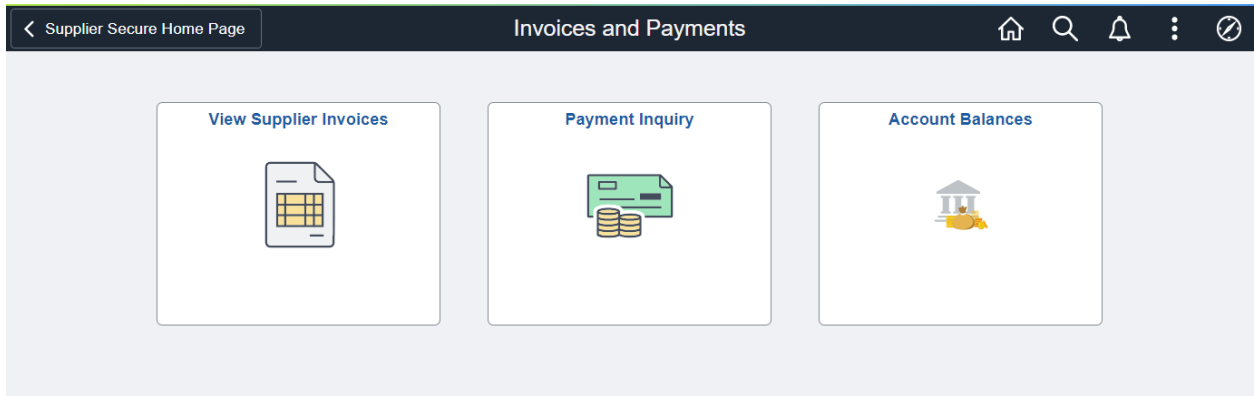 Supplier Secure Home Page
Invoices and Payments
View Supplier Invoices
Payment Inquiry
Account Balances